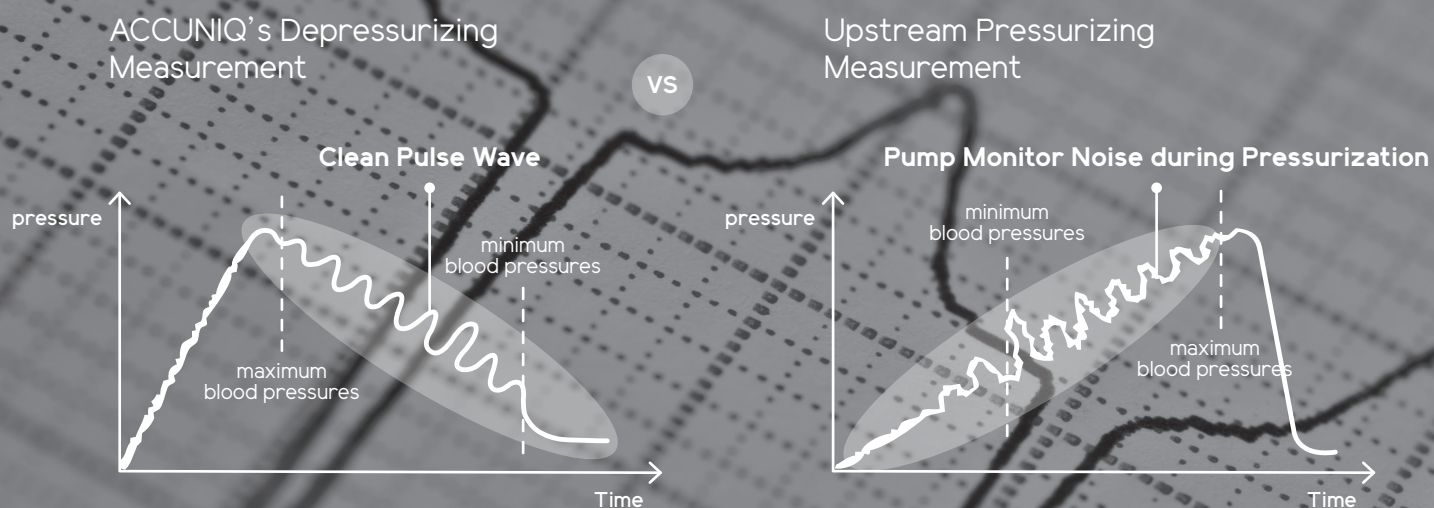 ACCUNIQ's Depressurizing
Measurement
VS
Upstream Pressurizing
Measurement
Clean Pulse Wave
pressure
minimum
blood pressures
maximum
blood pressures
Time
Pump Monitor Noise during Pressurization
pressure
minimum
blood pressures
maximum
blood pressures
Time